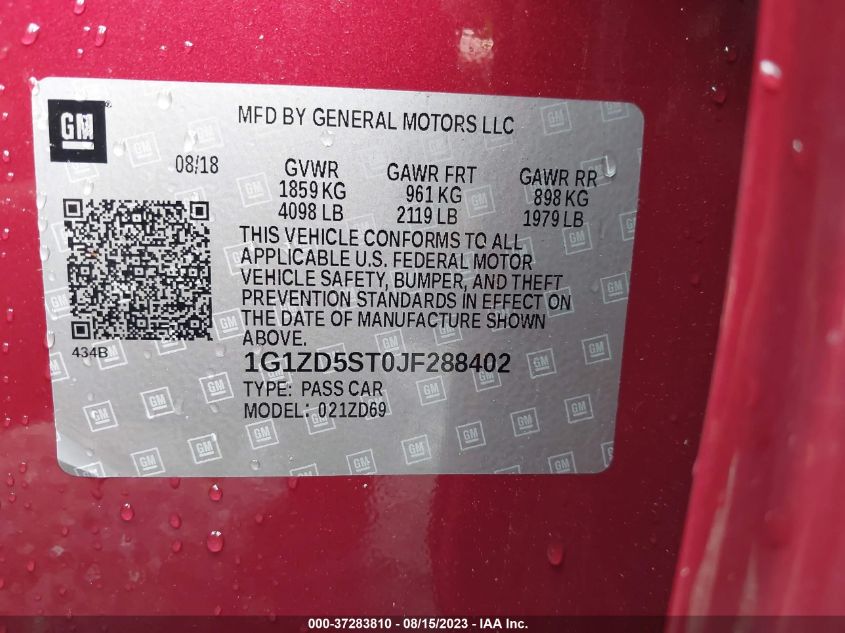 GM
MFD BY GENERAL MOTORS LLC
08/18
GVWR GAWR FRT GAWR RR
1859 KG 961 KG 898 KG
4098 LB 2119 LB 1979 LB
THIS VEHICLE CONFORMS TO ALL
APPLICABLE U.S. FEDERAL MOTOR
VEHICLE SAFETY, BUMPER, AND THEFT
PREVENTION STANDARDS IN EFFECT ON
THE DATE OF MANUFACTURE SHOWN
ABOVE.
434B
1G1ZD5ST0JF288402
TYPE: PASS CAR
MODEL: 021ZD69
000-37283810 - 08/15/2023 - IAA Inc.